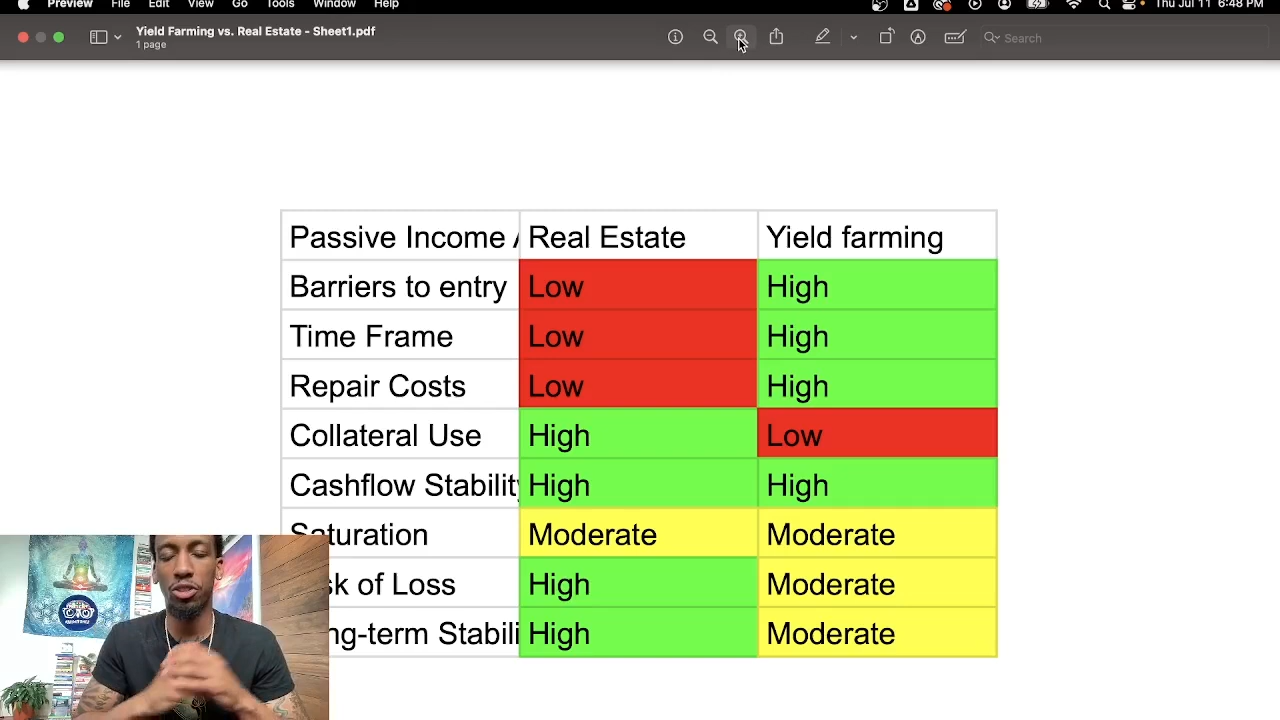 Preview File Edit View Go Tools Window Help Thu Jul 11 6:48 PM
Yield Farming vs. Real Estate - Sheet1.pdf
1 page
Search
Passive Income Real Estate Yield farming
Barriers to entry Low High
Time Frame Low High
Repair Costs Low High
Collateral Use High Low
Cashflow Stability High High
Saturation Moderate Moderate
sk of Loss High Moderate
ng-term Stabili High Moderate